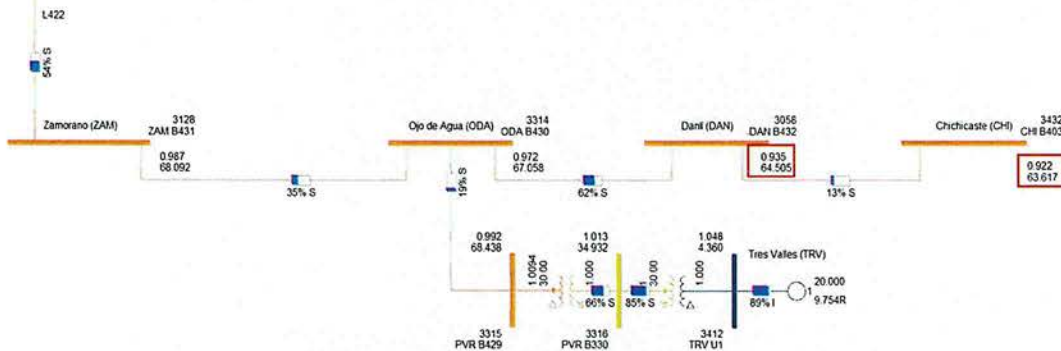 L422
54% S
Zamorano (ZAM)
3128
ZAM B431
0.987
68.092
35% S
Ojo de Agua (ODA)
3314
ODA B430
0.972
67.058
19% S
62% S
Danlí (DAN)
3058
DAN B432
0.935
64.505
13% S
Chichicaste (CHI)
3432
CHI B403
0.922
63.617
0.992
68.438
1.0094
30.00
1.000
66% S
1.013
34.932
85% S
30.00
1.000
1.048
4.360
Tres Valles (TRV)
89% I
1
20.000
9.754R
3315
PVR B429
3316
PVR B330
3412
TRV U1